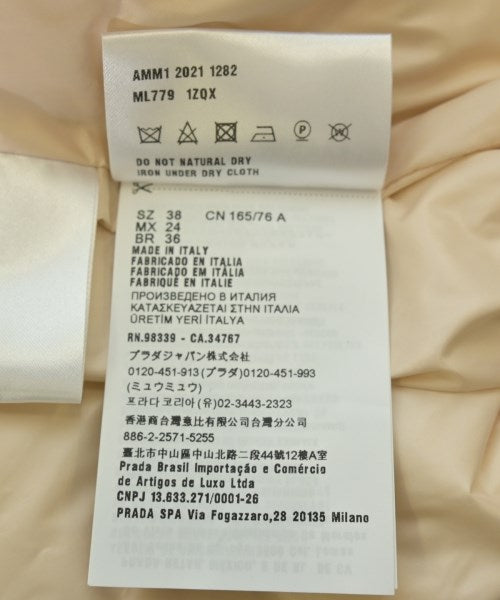 AMM1 2021 1282
ML779 1ZQX
P
DO NOT NATURAL DRY
IRON UNDER DRY CLOTH
SZ 38 CN 165/76 A
MX 24
BR 36
MADE IN ITALY
FABRICADO EN ITALIA
FABRICADO EM ITÁLIA
FABRIQUÉ EN ITALIE
ПРОИЗВЕДЕНО В ИТАЛИЯ
ΚΑΤΑΣΚΕΥΑΖΕΤΑΙ ΣΤΗΝ ΙΤΑΛΙΑ
ÜRETİM YERİ İTALYA
RN.98339 - CA.34767
プラダジャパン株式会社
0120-451-913(プラダ)0120-451-993
(ミュウミュウ)
프라다코리아(유)02-3443-2323
香港商台灣慕比有限公司台灣分公司
886-2-2571-5255
臺北市中山區中山北路二段44號12樓A室
Prada Brasil Importação e Comércio
de Artigos de Luxo Ltda
CNPJ 13.633.271/0001-26
PRADA SPA Via Fogazzaro,28 20135 Milano